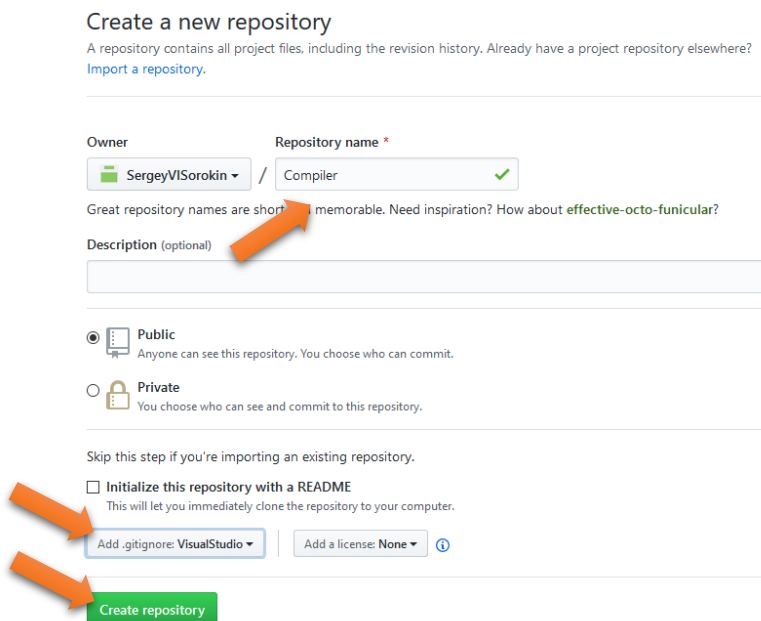 Create a new repository
A repository contains all project files, including the revision history. Already have a project repository elsewhere?
Import a repository.
Owner
Repository name *
SergeyVISorokin
/
Compiler
Great repository names are short memorable. Need inspiration? How about effective-octo-funicular?
Description (optional)
Public
Anyone can see this repository. You choose who can commit.
Private
You choose who can see and commit to this repository.
Skip this step if you're importing an existing repository.
Initialize this repository with a README
This will let you immediately clone the repository to your computer.
Add .gitignore: VisualStudio
Add a license: None
Create repository